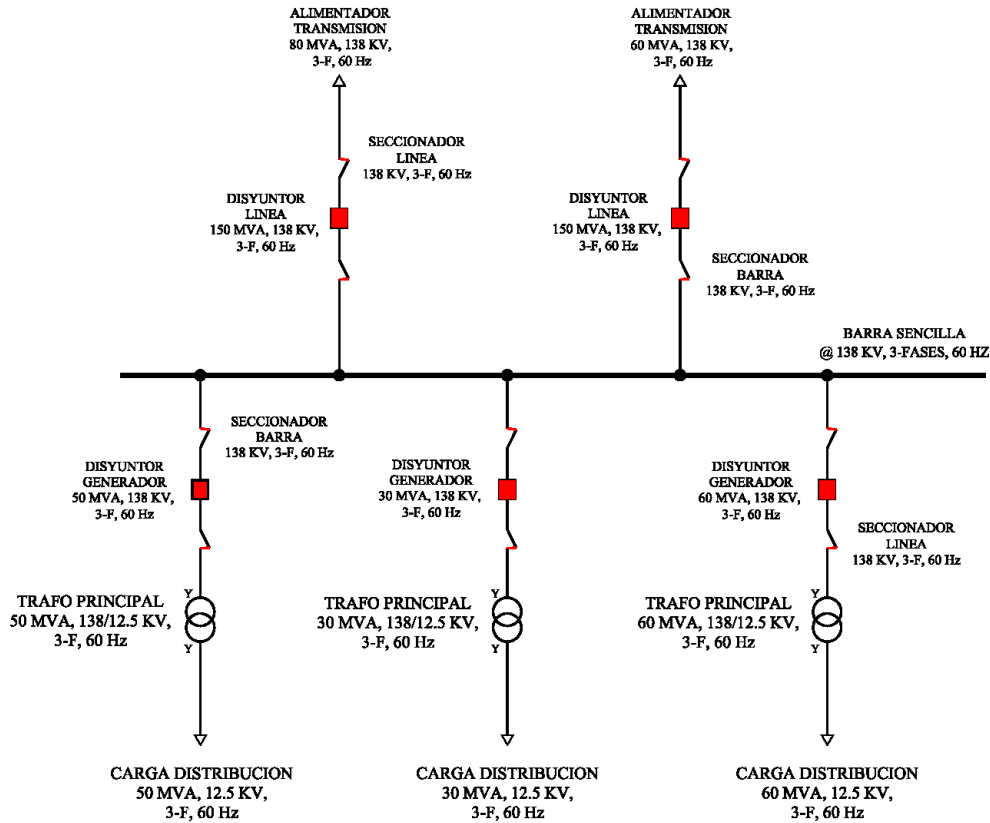 ALIMENTADOR
TRANSMISION
80 MVA, 138 KV,
3-F, 60 Hz
ALIMENTADOR
TRANSMISION
60 MVA, 138 KV,
3-F, 60 Hz
SECCIONADOR
LINEA
138 KV, 3-F, 60 Hz
DISYUNTOR
LINEA
150 MVA, 138 KV,
3-F, 60 Hz
DISYUNTOR
LINEA
150 MVA, 138 KV,
3-F, 60 Hz
SECCIONADOR
BARRA
138 KV, 3-F, 60 Hz
BARRA SENCILLA
@ 138 KV, 3-FASES, 60 HZ
SECCIONADOR
BARRA
138 KV, 3-F, 60 Hz
DISYUNTOR
GENERADOR
50 MVA, 138 KV,
3-F, 60 Hz
DISYUNTOR
GENERADOR
30 MVA, 138 KV,
3-F, 60 Hz
DISYUNTOR
GENERADOR
60 MVA, 138 KV,
3-F, 60 Hz
SECCIONADOR
LINEA
138 KV, 3-F, 60 Hz
TRAFO PRINCIPAL
50 MVA, 138/12.5 KV,
3-F, 60 Hz
Y
Y
TRAFO PRINCIPAL
30 MVA, 138/12.5 KV,
3-F, 60 Hz
Y
Y
TRAFO PRINCIPAL
60 MVA, 138/12.5 KV,
3-F, 60 Hz
Y
Y
CARGA DISTRIBUCION
50 MVA, 12.5 KV,
3-F, 60 Hz
CARGA DISTRIBUCION
30 MVA, 12.5 KV,
3-F, 60 Hz
CARGA DISTRIBUCION
60 MVA, 12.5 KV,
3-F, 60 Hz